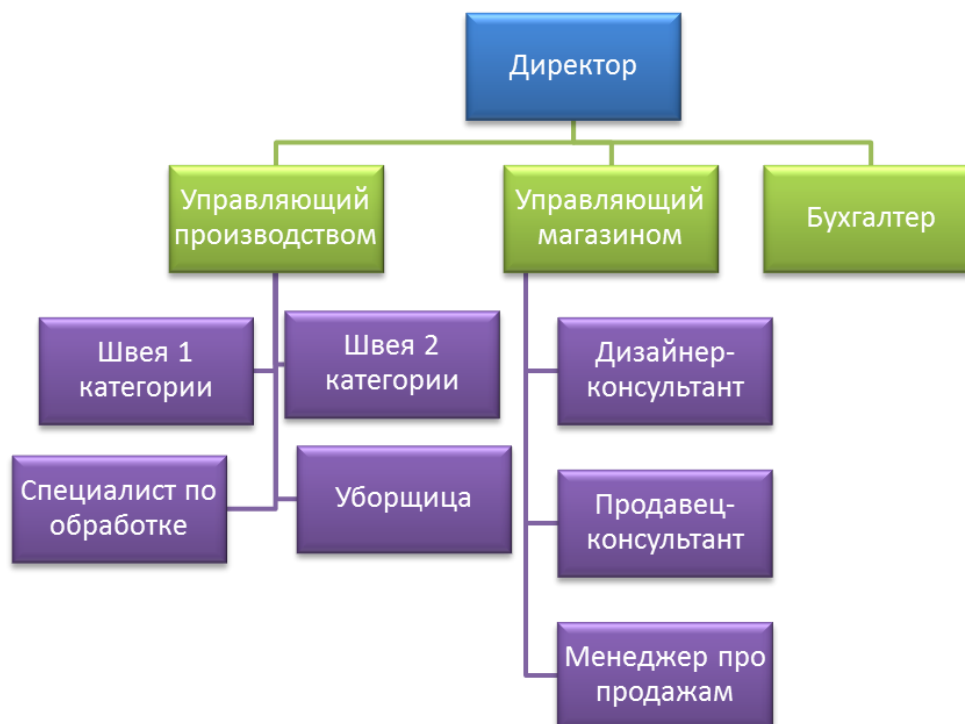 Директор
Управляющий
производством
Управляющий
магазином
Бухгалтер
Швея 1
категории
Швея 2
категории
Дизайнер-
консультант
Специалист по
обработке
Уборщица
Продавец-
консультант
Менеджер про
продажам